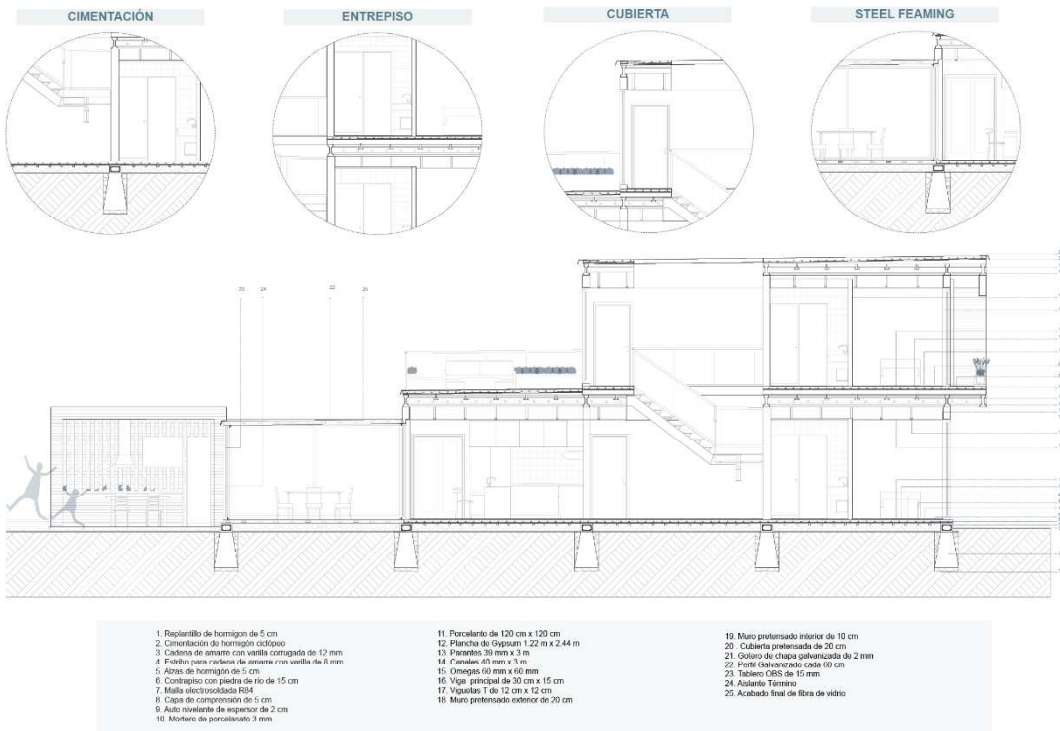 CIMENTACIÓN
ENTREPISO
CUBIERTA
STEEL FEAMING
24
22
1. Replantillo de hormigon de 5 cm
2. Cimentación de hormigón ciclópeo
3. Cadena de amarre con varilla corrugada de 12 mm
4. Estribo para cadena de amarre con varilla de 8 mm
5. Alzas de hormigón de 5 cm
6. Contrapiso con piedra de río de 15 cm
7. Malla electrosoldada R84
8. Capa de compresión de 5 cm
9. Auto nivelante de espersor de 2 cm
10. Mortero de porcelanato 3 mm
11. Porcelanto de 120 cm x 120 cm
12. Plancha de Gypsum 1.22 m x 2.44 m
13. Parantes 39 mm x 3 m
14. Canales 40 mm x 3 m
15. Omegas 60 mm x 60 mm
16. Viga principal de 30 cm x 15 cm
17. Viguetas T de 12 cm x 12 cm
18. Muro pretensado exterior de 20 cm
19. Muro pretensado interior de 10 cm
20 . Cubierta pretensada de 20 cm
21. Gotero de chapa galvanizada de 2 mm
22. Perfil Galvanizado cada 60 cm
23. Tablero OBS de 15 mm
24. Aislante Término
25. Acabado final de fibra de vidrio